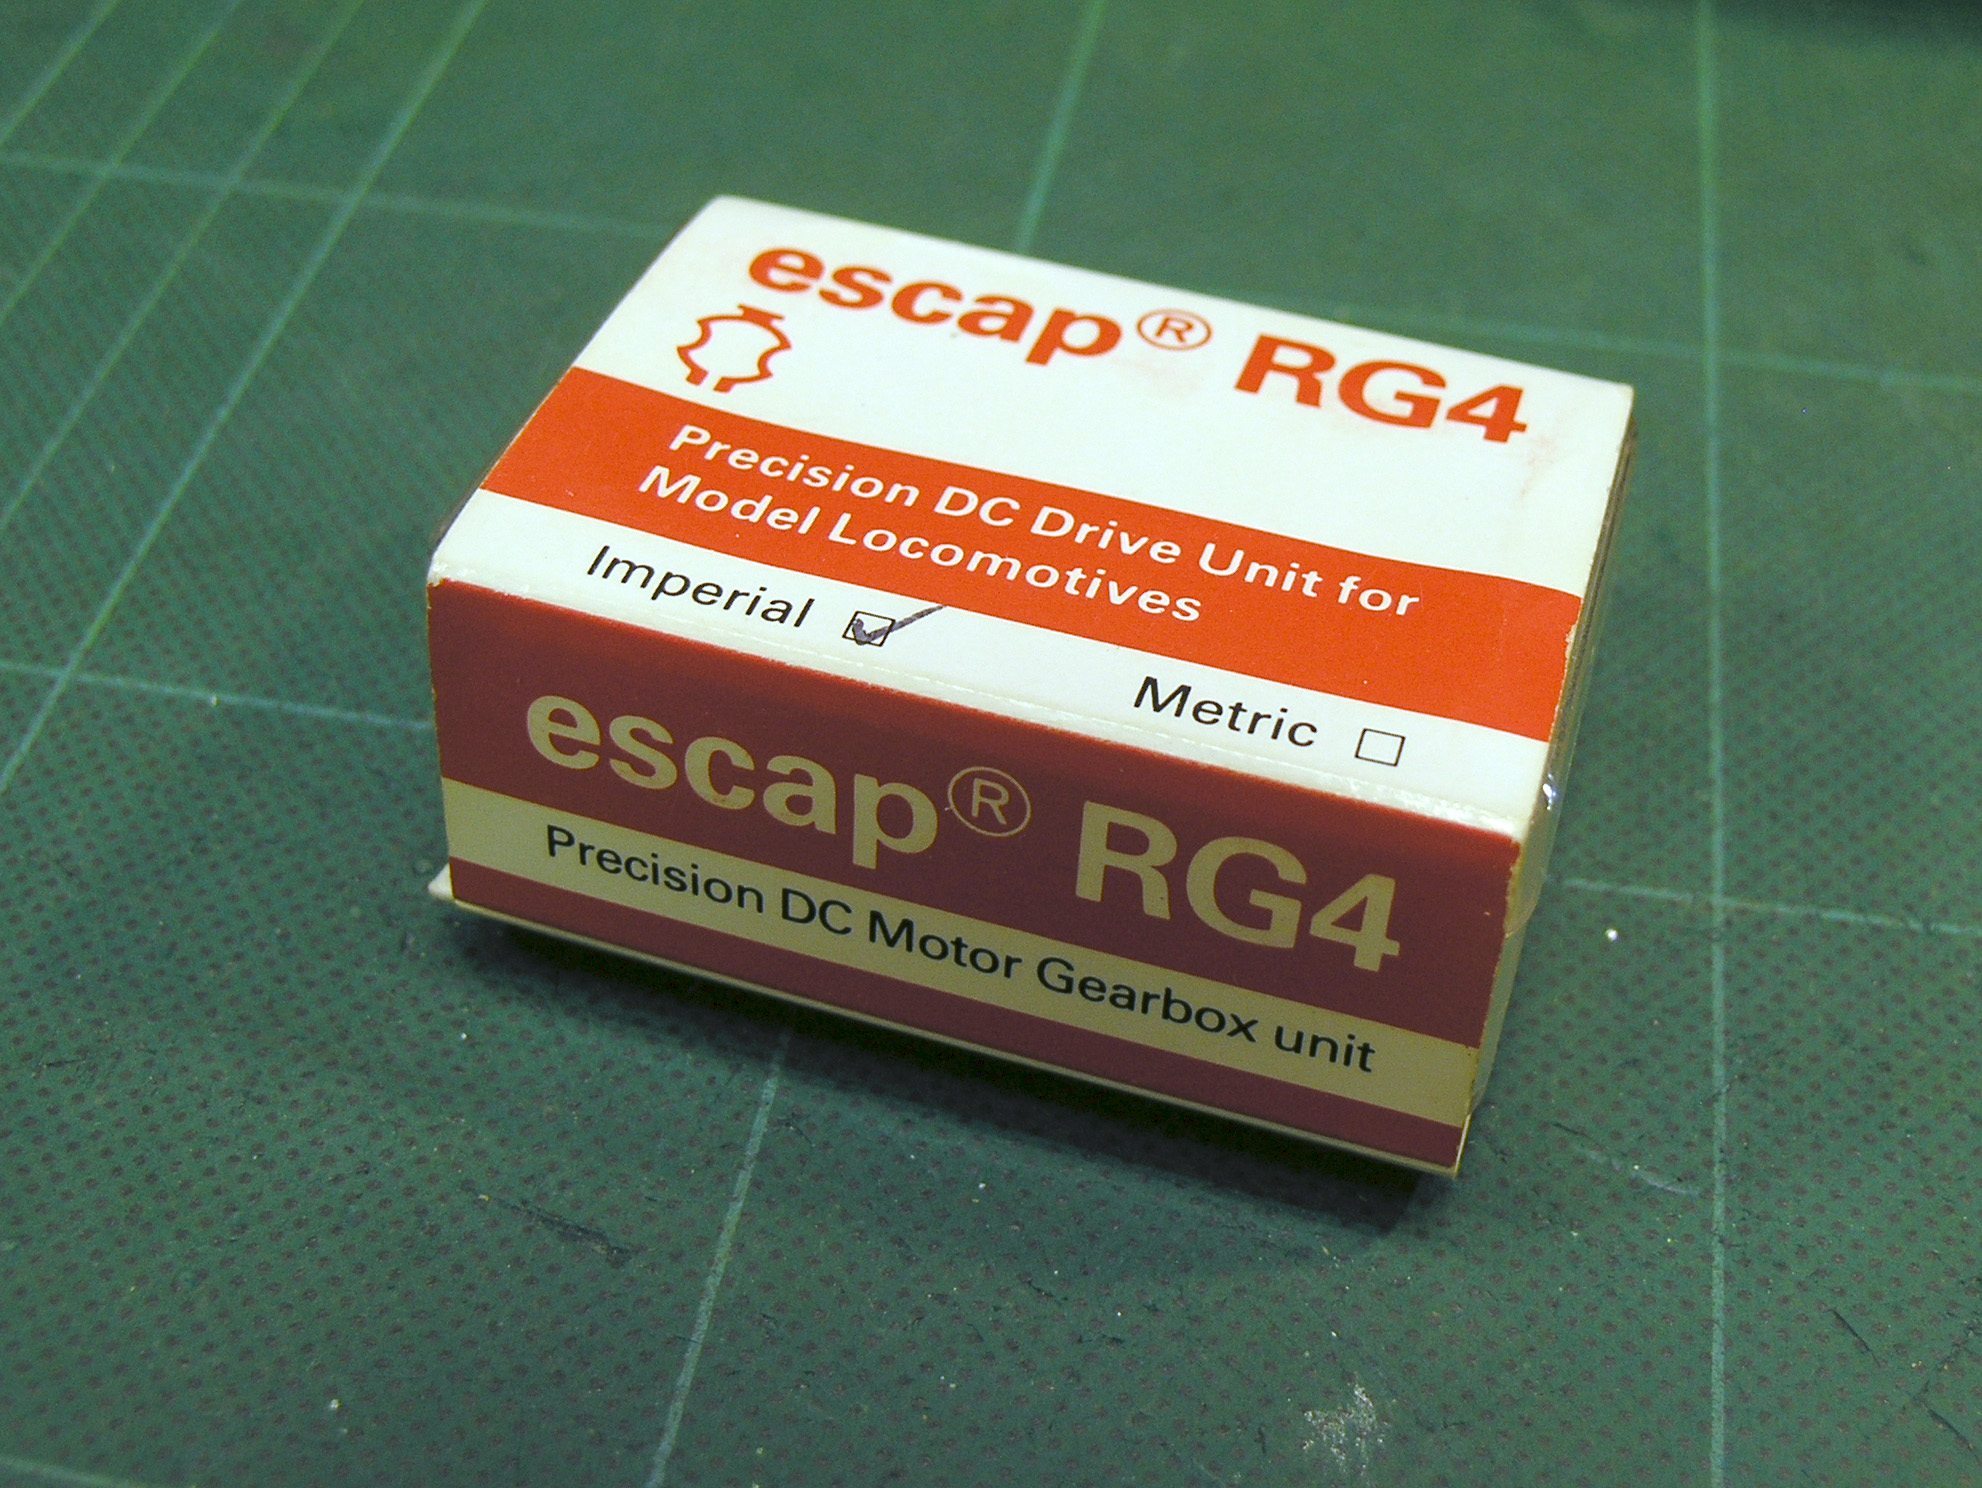 escap® RG4
Precision DC Drive Unit for
Model Locomotives
Imperial ☑
Metric ☐
escap® RG4
Precision DC Motor Gearbox unit